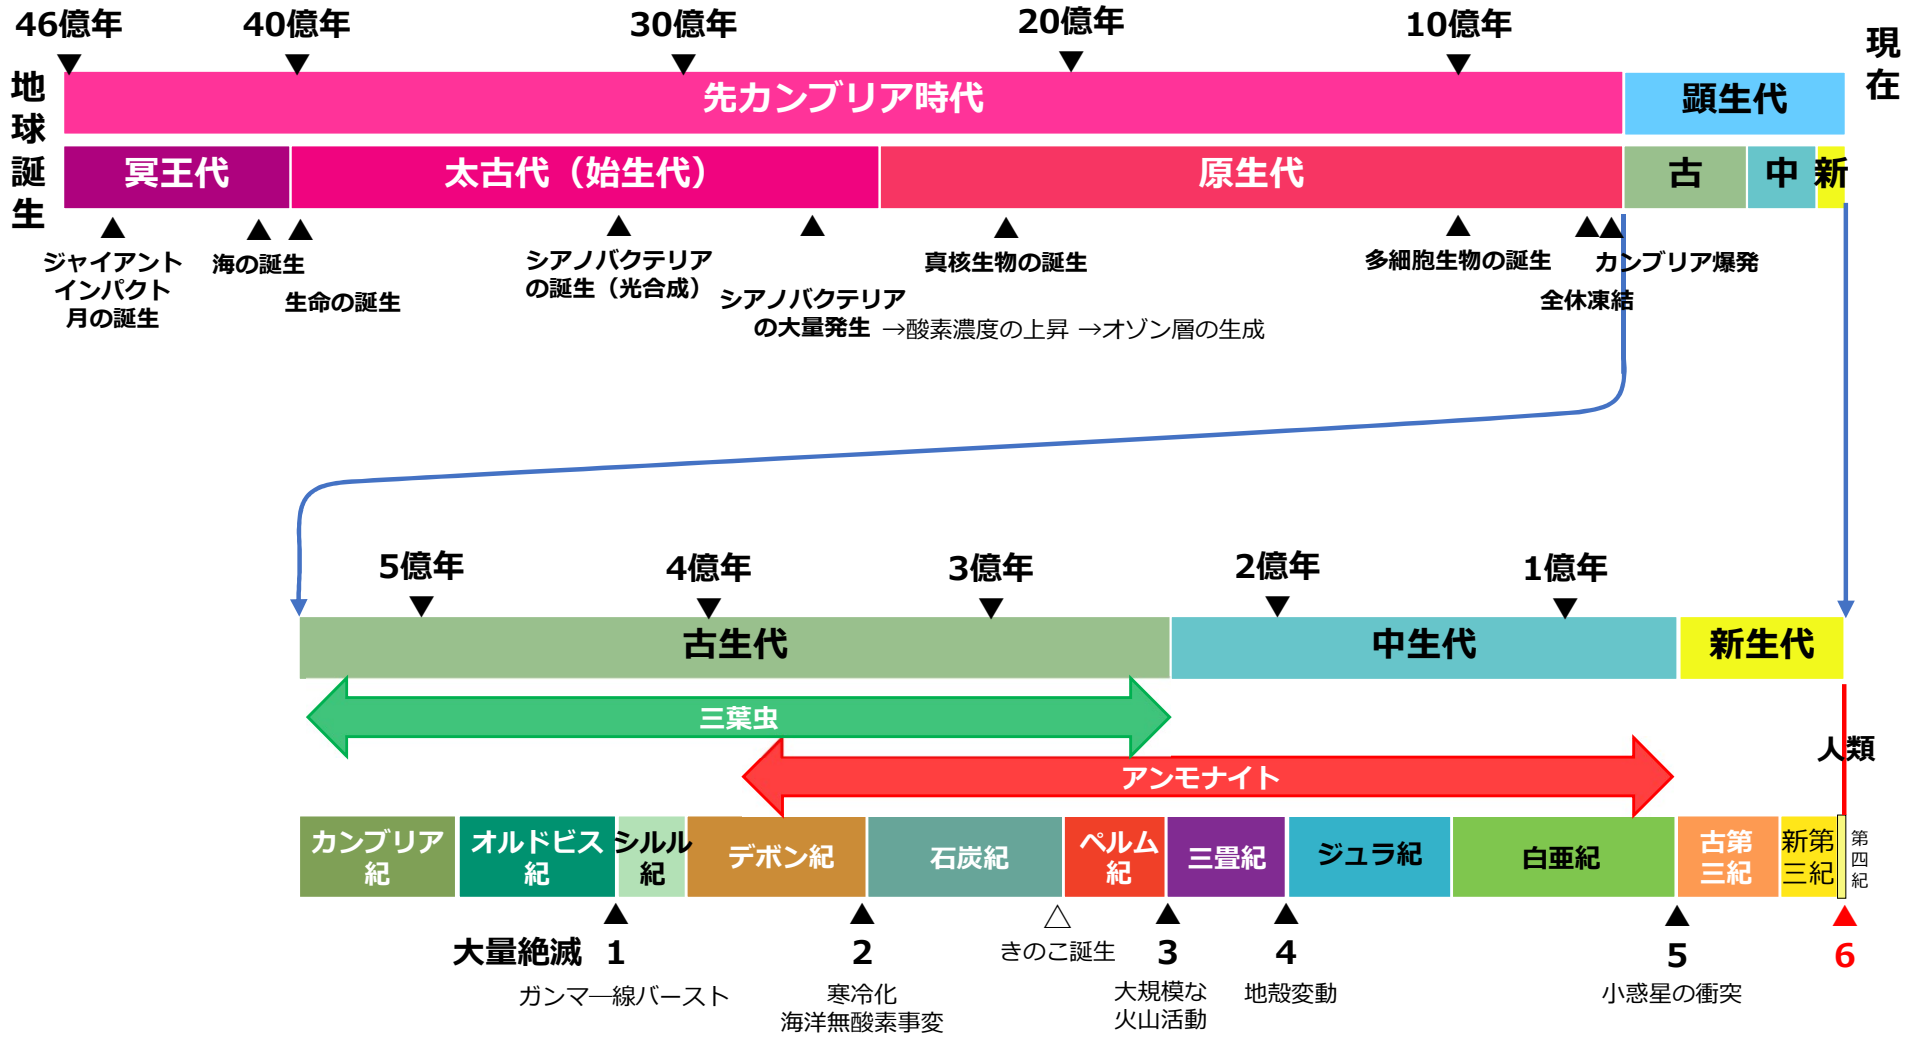 46億年
40億年
30億年
20億年
10億年
現在
地球誕生
先カンブリア時代
顕生代
冥王代
太古代（始生代）
原生代
古
中
新
ジャイアント
インパクト
月の誕生
海の誕生
生命の誕生
シアノバクテリア
の誕生（光合成）
シアノバクテリア
の大量発生
→酸素濃度の上昇 →オゾン層の生成
真核生物の誕生
多細胞生物の誕生
カンブリア爆発
全休凍結
5億年
4億年
3億年
2億年
1億年
古生代
中生代
新生代
三葉虫
アンモナイト
人類
カンブリア
紀
オルドビス
紀
シルル
紀
デボン紀
石炭紀
ペルム
紀
三畳紀
ジュラ紀
白亜紀
古第
三紀
新第
三紀
第四紀
大量絶滅
1
2
きのこ誕生
3
4
5
6
ガンマ―線バースト
寒冷化
海洋無酸素事変
大規模な
火山活動
地殻変動
小惑星の衝突